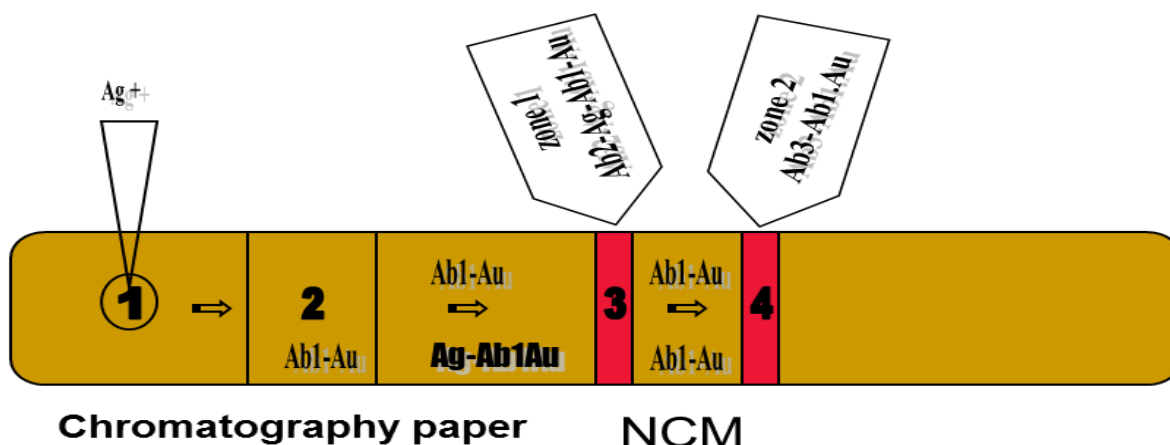 Ag+
zone 1
Ab2-Ag-Ab1-Au
zone 2
Ab3-Ab1.Au
1
2
Ab1-Au
Ab1-Au
Ag-Ab1Au
3
Ab1-Au
Ab1-Au
4
Chromatography paper
NCM